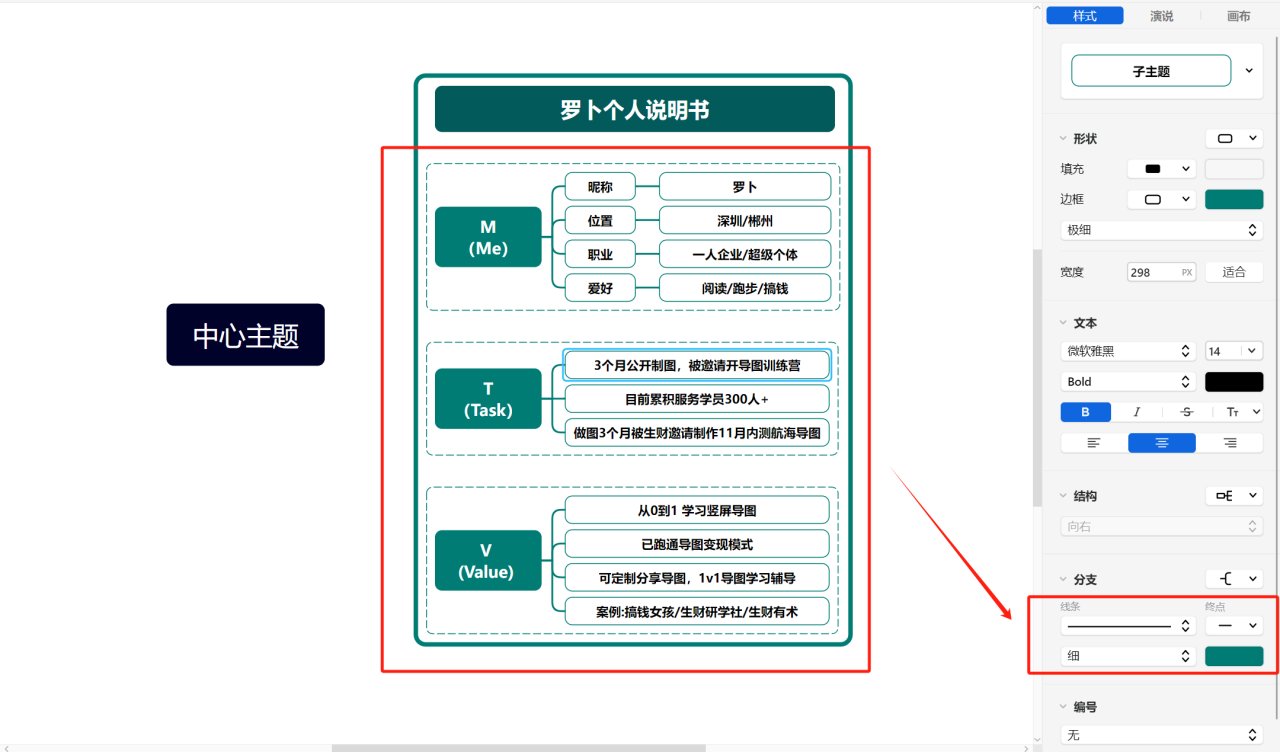 样式 演说 画布
子主题
罗卜个人说明书
中心主题
M
(Me)
昵称 罗卜
位置 深圳/郴州
职业 一人企业/超级个体
爱好 阅读/跑步/搞钱
T
(Task)
3个月公开制图，被邀请开导图训练营
目前累积服务学员300人+
做图3个月被生财邀请制作11月内测航海导图
V
(Value)
从0到1 学习竖屏导图
已跑通导图变现模式
可定制分享导图，1v1导图学习辅导
案例:搞钱女孩/生财研学社/生财有术
形状
填充
边框
极细
宽度 298 PX 适合
文本
微软雅黑 14
Bold
B I S Tт
结构
向右
分支
线条 终点
细
编号
无